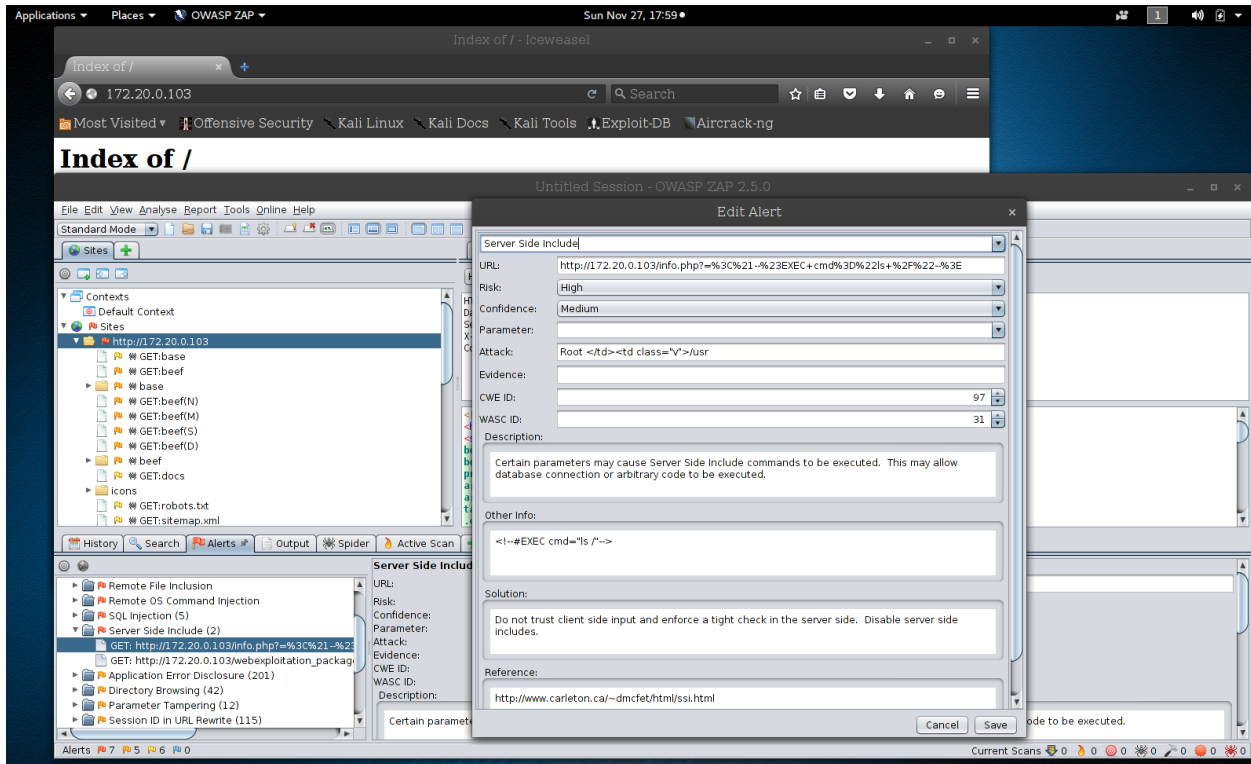 Applications Places OWASP ZAP Sun Nov 27, 17:59 1
Index of / - Iceweasel
Index of /
172.20.0.103 Search
Most Visited Offensive Security Kali Linux Kali Docs Kali Tools Exploit-DB Aircrack-ng
Index of /
Untitled Session - OWASP ZAP 2.5.0
File Edit View Analyse Report Tools Online Help
Standard Mode
Sites
Contexts
Default Context
Sites
http://172.20.0.103
GET:base
GET:beef
base
GET:beef(N)
GET:beef(M)
GET:beef(S)
GET:beef(D)
beef
GET:docs
icons
GET:robots.txt
GET:sitemap.xml
Edit Alert
Server Side Include
URL: http://172.20.0.103/info.php?=%3C%21--%23EXEC+cmd%3D%22ls+%2F%22--%3E
Risk: High
Confidence: Medium
Parameter:
Attack: Root </td><td class="v">/usr
Evidence:
CWE ID: 97
WASC ID: 31
Description:
Certain parameters may cause Server Side Include commands to be executed.  This may allow
database connection or arbitrary code to be executed.
Other Info:
<!--#EXEC cmd="ls /"-->
Solution:
Do not trust client side input and enforce a tight check in the server side.  Disable server side
includes.
Reference:
http://www.carleton.ca/~dmcfet/html/ssi.html
Cancel Save
History Search Alerts Output Spider Active Scan
Remote File Inclusion
Remote OS Command Injection
SQL Injection (5)
Server Side Include (2)
GET: http://172.20.0.103/info.php?=%3C%21--%23
GET: http://172.20.0.103/webexploitation_packag
Application Error Disclosure (201)
Directory Browsing (42)
Parameter Tampering (12)
Session ID in URL Rewrite (115)
Server Side Includ
URL:
Risk:
Confidence:
Parameter:
Attack:
Evidence:
CWE ID:
WASC ID:
Description:
Certain paramet
ode to be executed.
Alerts 7 5 6 0 Current Scans 0 0 0 0 0 0 0